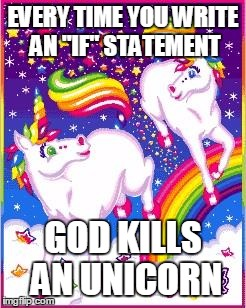 EVERY TIME YOU WRITE
AN "IF" STATEMENT
GOD KILLS
AN UNICORN
imgflip.com